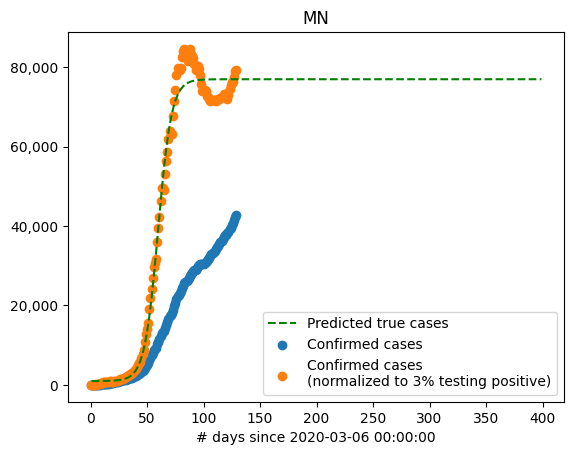 MN
80,000
60,000
40,000
20,000
0
Predicted true cases
Confirmed cases
Confirmed cases
(normalized to 3% testing positive)
0 50 100 150 200 250 300 350 400
# days since 2020-03-06 00:00:00